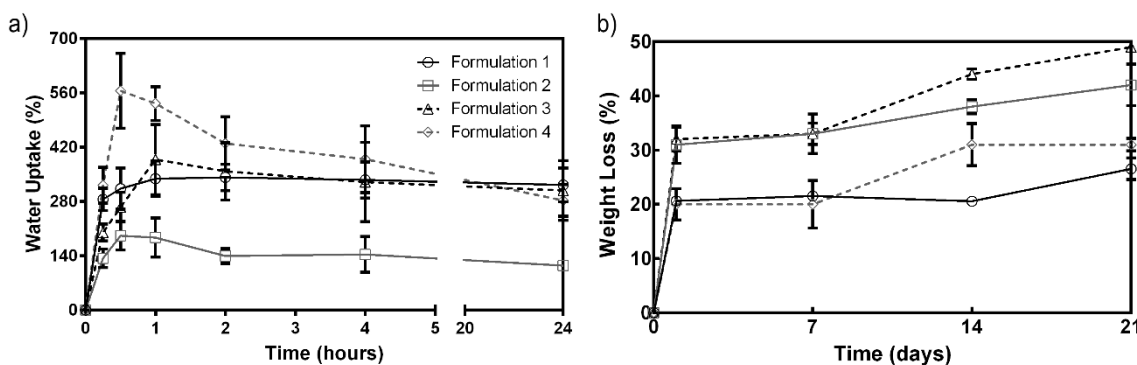 a)
Water Uptake (%)
700
560
420
280
140
0
Formulation 1
Formulation 2
Formulation 3
Formulation 4
0 1 2 3 4 5 20 24
Time (hours)
b)
Weight Loss (%)
50
40
30
20
10
0
0 7 14 21
Time (days)